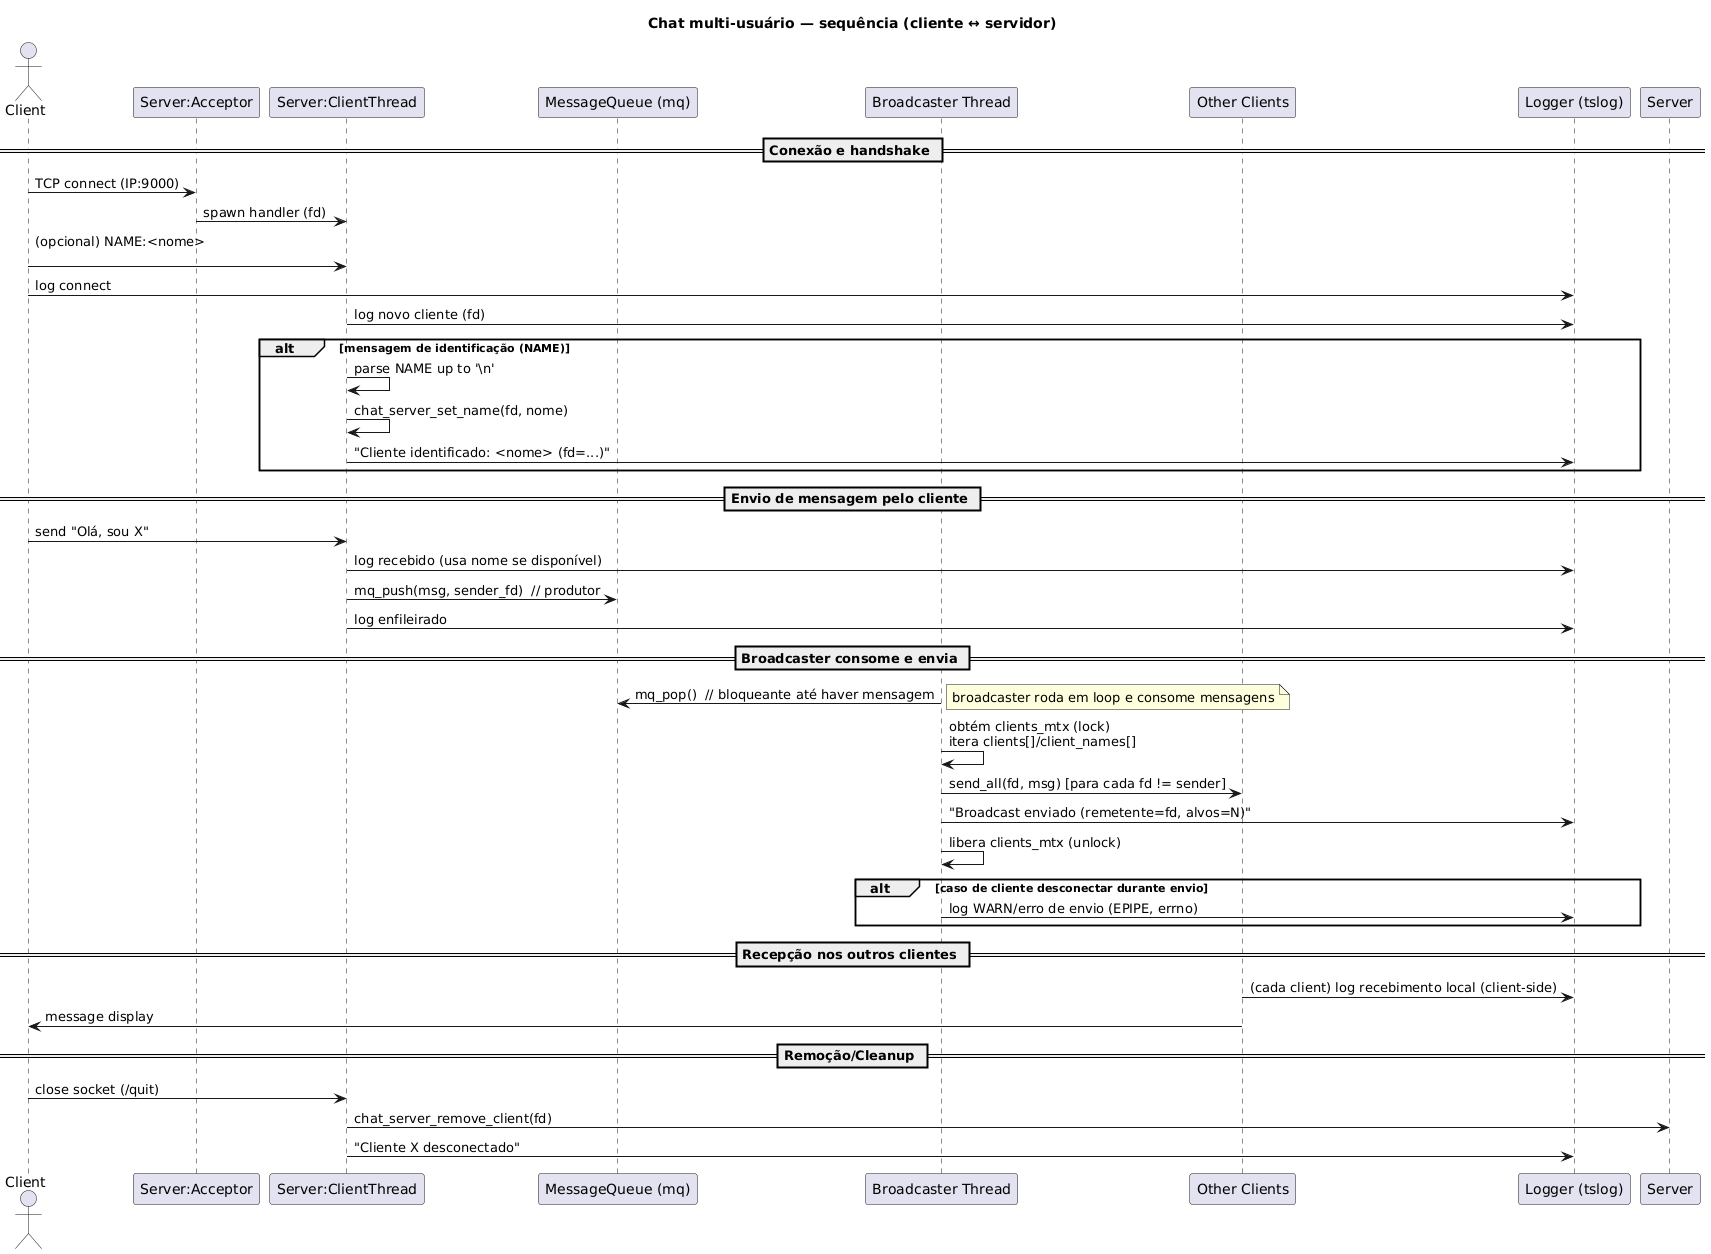 Chat multi-usuário — sequência (cliente ↔ servidor)
Client
Server:Acceptor
Server:ClientThread
MessageQueue (mq)
Broadcaster Thread
Other Clients
Logger (tslog)
Server
Conexão e handshake
TCP connect (IP:9000)
spawn handler (fd)
(opcional) NAME:<nome>
log connect
log novo cliente (fd)
alt
[mensagem de identificação (NAME)]
parse NAME up to '\n'
chat_server_set_name(fd, nome)
"Cliente identificado: <nome> (fd=...)"
Envio de mensagem pelo cliente
send "Olá, sou X"
log recebido (usa nome se disponível)
mq_push(msg, sender_fd)  // produtor
log enfileirado
Broadcaster consome e envia
mq_pop()  // bloqueante até haver mensagem
broadcaster roda em loop e consome mensagens
obtém clients_mtx (lock)
itera clients[]/client_names[]
send_all(fd, msg) [para cada fd != sender]
"Broadcast enviado (remetente=fd, alvos=N)"
libera clients_mtx (unlock)
alt
[caso de cliente desconectar durante envio]
log WARN/erro de envio (EPIPE, errno)
Recepção nos outros clientes
(cada client) log recebimento local (client-side)
message display
Remoção/Cleanup
close socket (/quit)
chat_server_remove_client(fd)
"Cliente X desconectado"
Client
Server:Acceptor
Server:ClientThread
MessageQueue (mq)
Broadcaster Thread
Other Clients
Logger (tslog)
Server